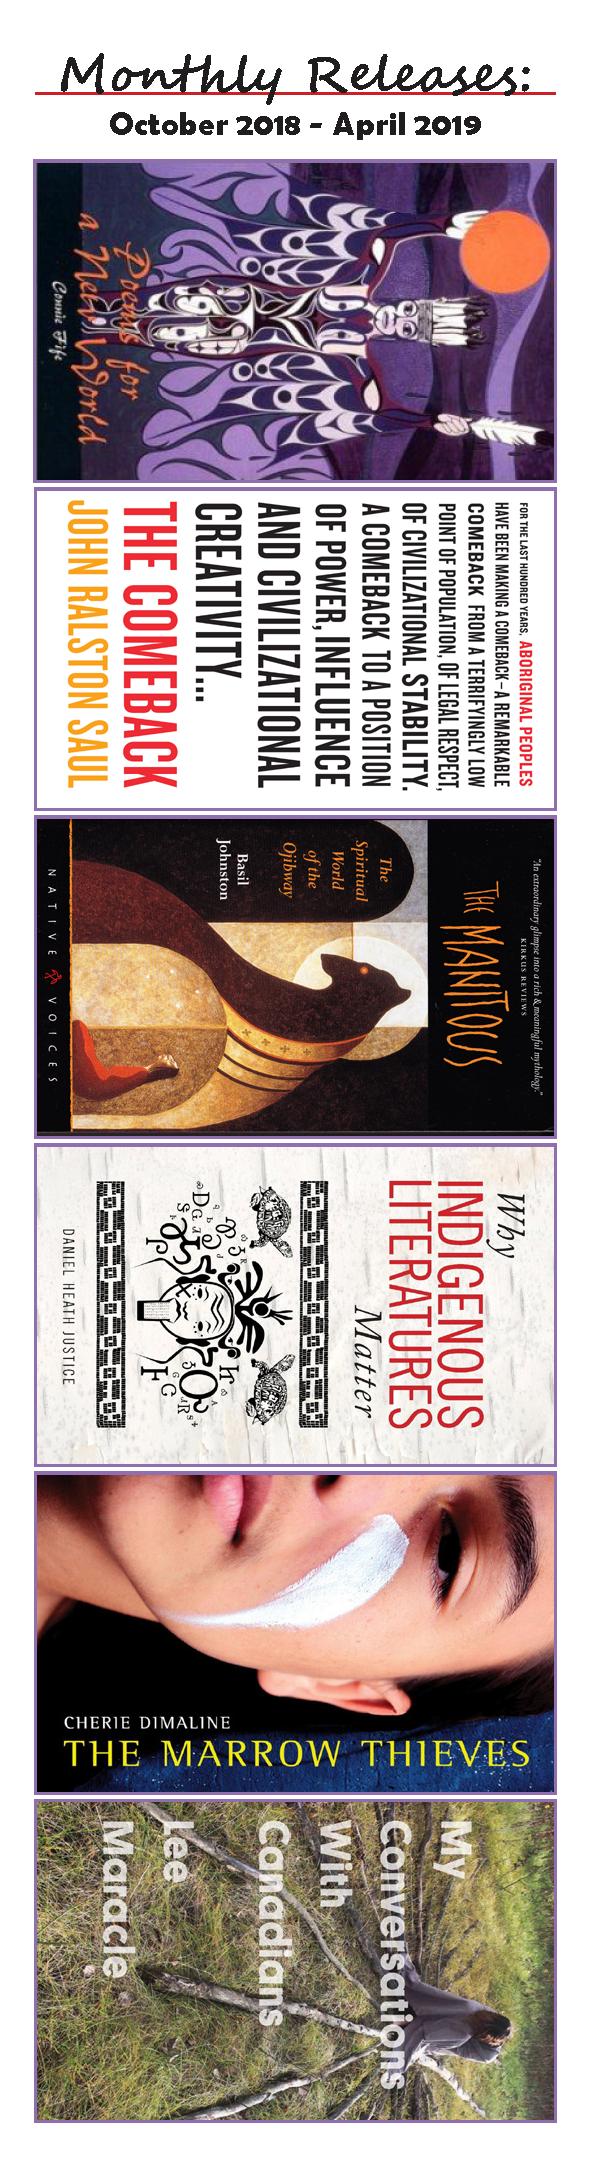 Monthly Releases:
October 2018 - April 2019
Poems for
a New World
Connie Fife
FOR THE LAST HUNDRED YEARS, ABORIGINAL PEOPLES
HAVE BEEN MAKING A COMEBACK – A REMARKABLE
COMEBACK FROM A TERRIFYINGLY LOW
POINT OF POPULATION, OF LEGAL RESPECT,
OF CIVILIZATIONAL STABILITY.
A COMEBACK TO A POSITION
OF POWER, INFLUENCE
AND CIVILIZATIONAL
CREATIVITY...
THE COMEBACK
JOHN RALSTON SAUL
"An extraordinary glimpse into a rich & meaningful mythology."
KIRKUS REVIEWS
THE MANITOUS
The
Spiritual
World
of the
Ojibway
Basil
Johnston
NATIVE VOICES
Why
INDIGENOUS
LITERATURES
Matter
DANIEL HEATH JUSTICE
CHERIE DIMALINE
THE MARROW THIEVES
My
Conversations
With
Canadians
Lee
Maracle